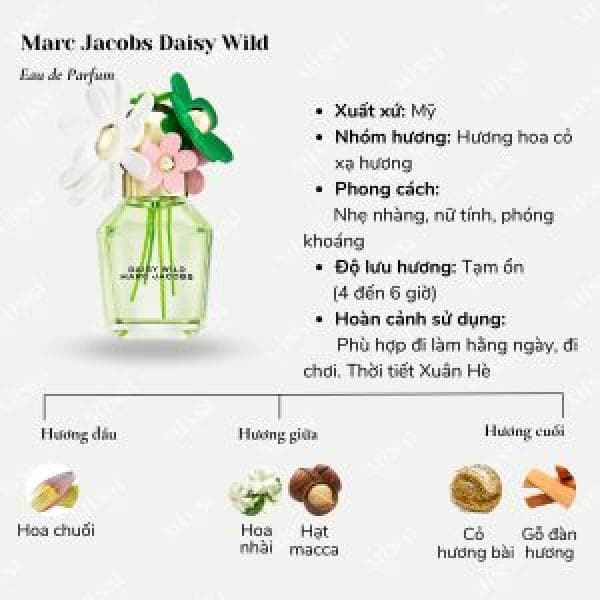 Marc Jacobs Daisy Wild
Eau de Parfum
DAISY WILD
MARC JACOBS
• Xuất xứ: Mỹ
• Nhóm hương: Hương hoa cỏ
xạ hương
• Phong cách:
Nhẹ nhàng, nữ tính, phóng
khoáng
• Độ lưu hương: Tạm ổn
(4 đến 6 giờ)
• Hoàn cảnh sử dụng:
Phù hợp đi làm hằng ngày, đi
chơi. Thời tiết Xuân Hè
Hương đầu
Hương giữa
Hương cuối
Hoa chuối
Hoa
nhài
Hạt
macca
Cỏ
hương bài
Gỗ đàn
hương